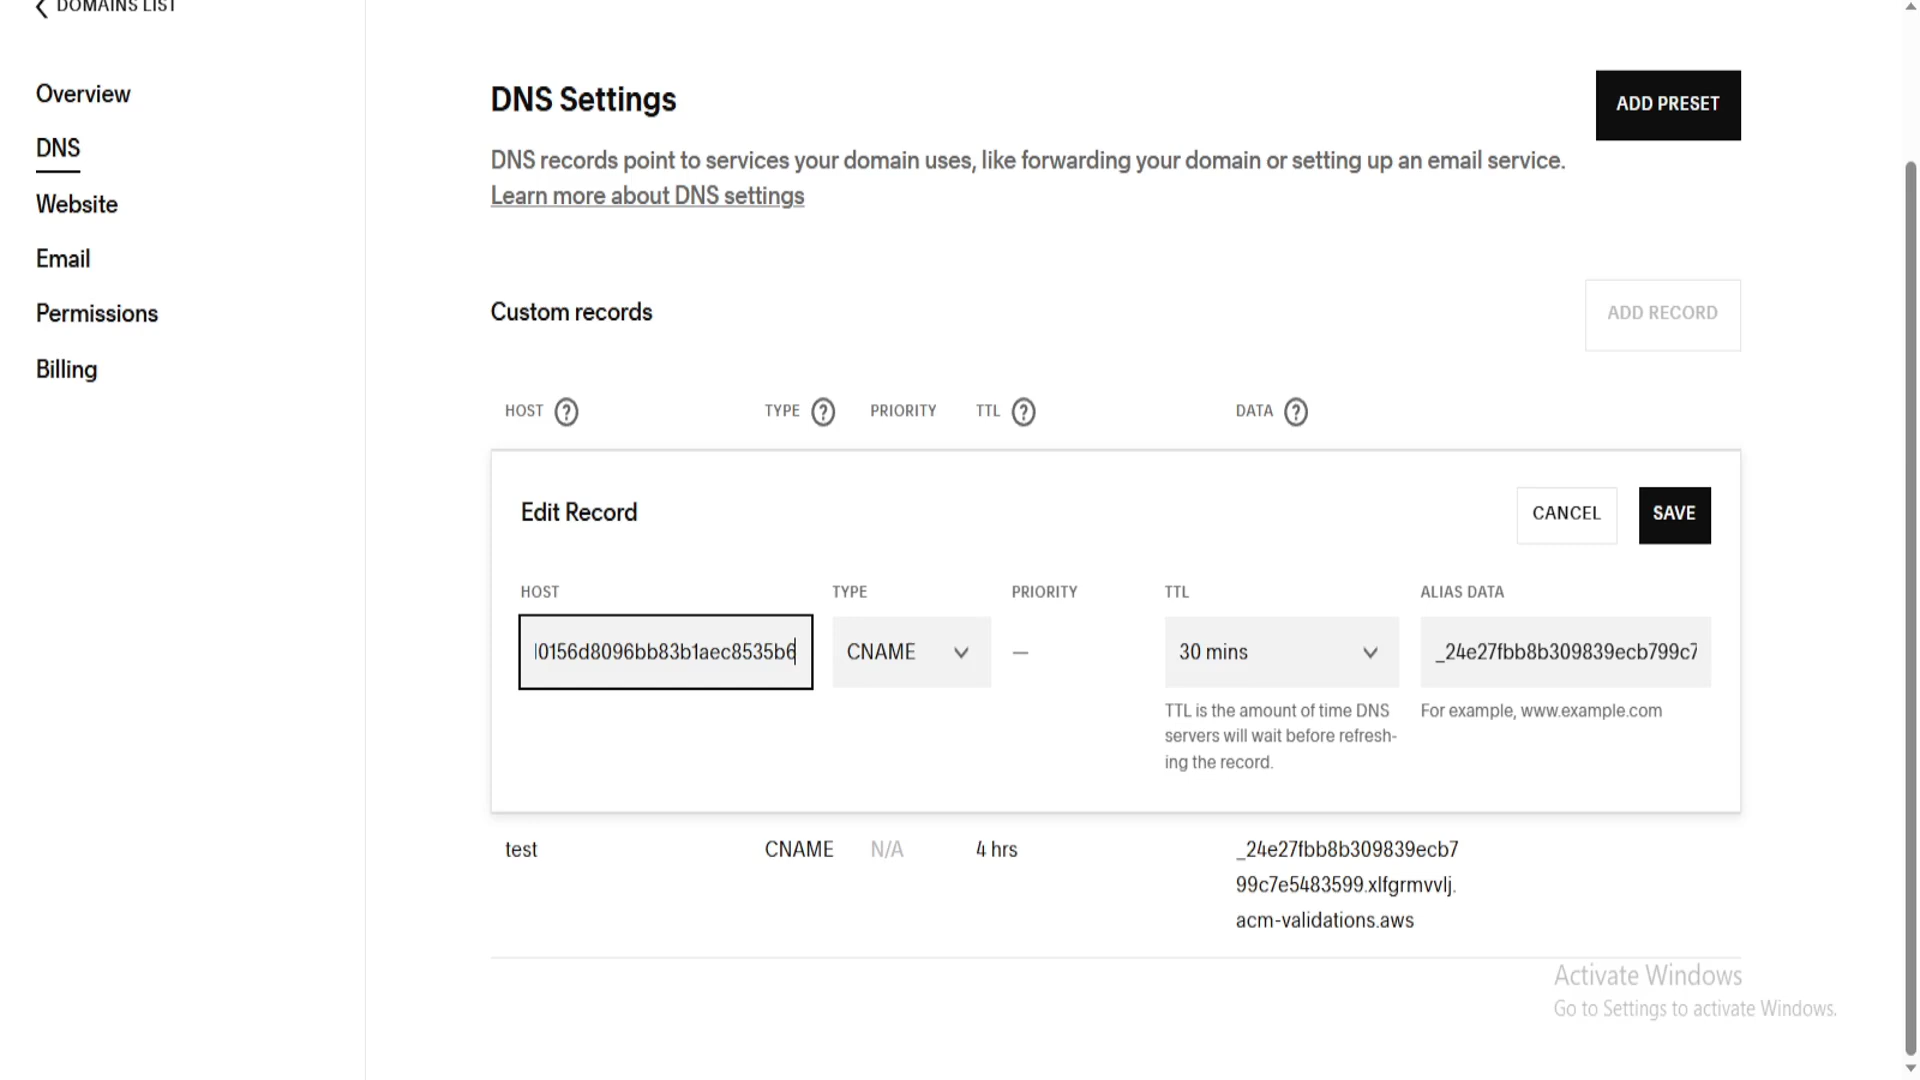 DOMAINS LIST
Overview
DNS
Website
Email
Permissions
Billing
DNS Settings
ADD PRESET
DNS records point to services your domain uses, like forwarding your domain or setting up an email service.
Learn more about DNS settings
Custom records
ADD RECORD
HOST ? TYPE ? PRIORITY TTL ? DATA ?
Edit Record
CANCEL
SAVE
HOST TYPE PRIORITY TTL ALIAS DATA
0156d8096bb83b1aec8535b6 CNAME — 30 mins _24e27fbb8b309839ecb799c7
TTL is the amount of time DNS
servers will wait before refresh-
ing the record.
For example, www.example.com
test CNAME N/A 4 hrs _24e27fbb8b309839ecb7
99c7e5483599.xlfgrmvvlj.
acm-validations.aws
Activate Windows
Go to Settings to activate Windows.